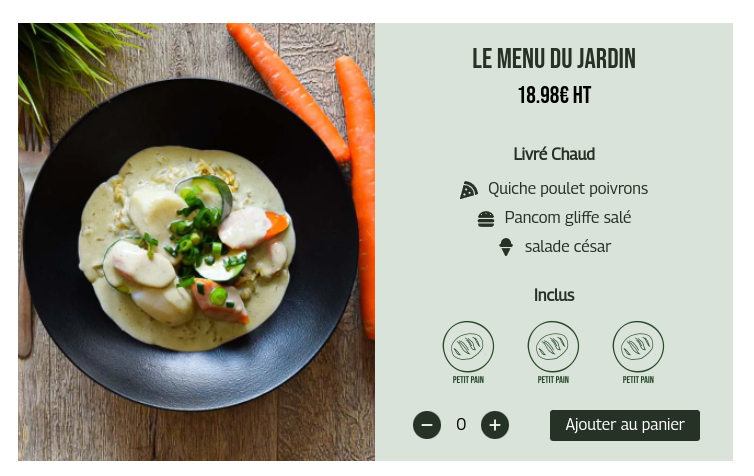 LE MENU DU JARDIN
18.98€ HT
Livré Chaud
Quiche poulet poivrons
Pancom gliffe salé
salade césar
Inclus
PETIT PAIN PETIT PAIN PETIT PAIN
0 Ajouter au panier